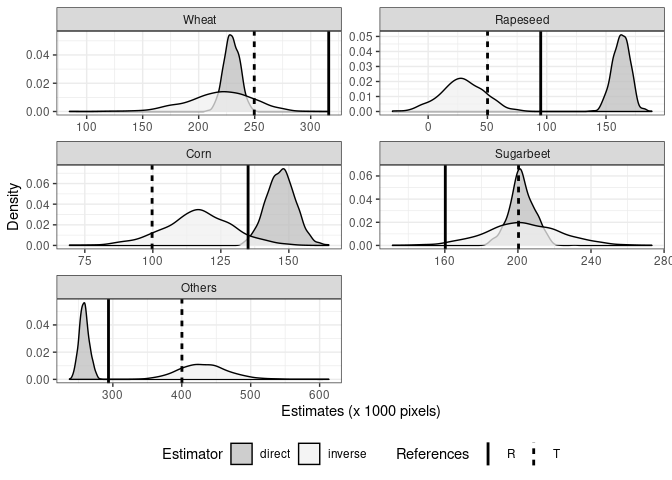 Wheat Rapeseed
0.04
0.02
0.00
100 150 200 250 300
0.05
0.04
0.03
0.02
0.01
0.00
0 50 100 150
Corn Sugarbeet
0.06
0.04
0.02
0.00
75 100 125 150
0.06
0.04
0.02
0.00
160 200 240 280
Others
0.04
0.02
0.00
300 400 500 600
Density
Estimates (x 1000 pixels)
Estimator direct inverse References R T